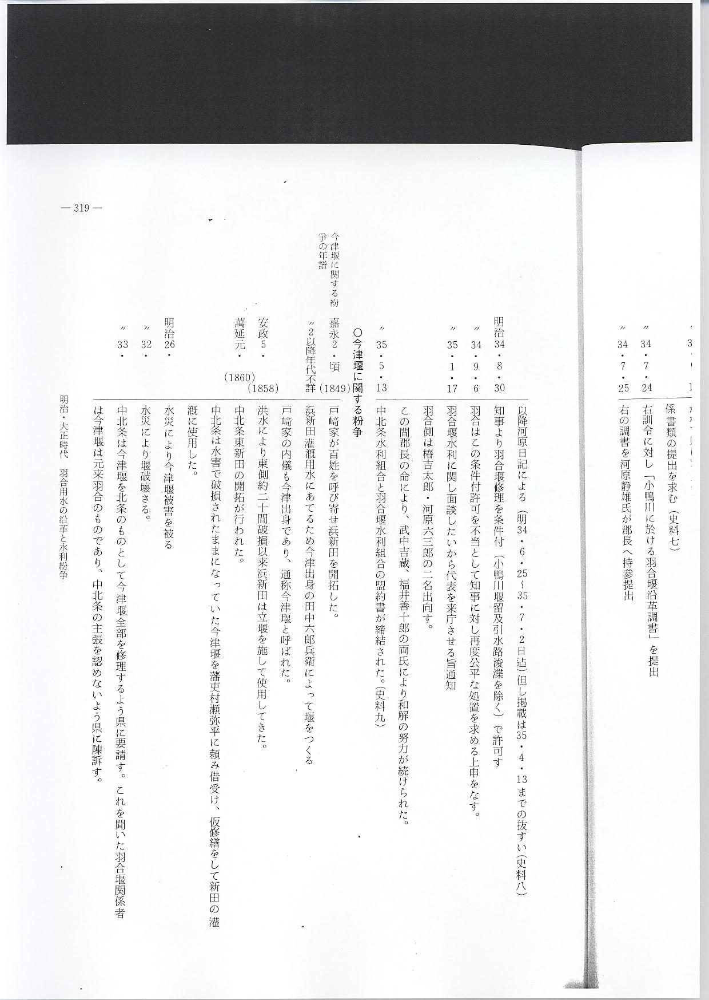 係書類の提出を求む（史料七）
〃 34・7・24 右訓令に対し「小鴨川に於ける羽合堰沿革調書」を提出
〃 34・7・25 右の調書を河原静雄氏が郡長へ持参提出
以降河原日記による（明34・6・25〜35・7・2日迠）但し掲載は35・4・13までの抜すい（史料八）
明治34・8・30 知事より羽合堰修理を条件付（小鴨川堰留及引水路浚渫を除く）で許可す
〃 34・9・6 羽合はこの条件付許可を不当として知事に対し再度公平な処置を求める上申をなす。
〃 35・1・17 羽合堰水利に関し面談したいから代表を来庁させる旨通知
羽合側は椿吉太郎・河原六三郎の二名出向す。
この間郡長の命により、武中吉蔵、福井善十郎の両氏により和解の努力が続けられた。
〃 35・5・13 中北条水利組合と羽合堰水利組合の盟約書が締結された。（史料九）
〇今津堰に関する粉争
今津堰に関する紛
争の年譜
嘉永2・頃(1849) 戸﨑家が百姓を呼び寄せ浜新田を開拓した。
〃2以降年代不詳 浜新田灌漑用水にあてるため今津出身の田中六郎兵衛によって堰をつくる
戸﨑家の内儀も今津出身であり、通称今津堰と呼ばれた。
安政5・(1858) 洪水により東側約二十間破損以来浜新田は立堰を施して使用してきた。
萬延元・(1860) 中北条東新田の開拓が行われた。
中北条は水害で破損されたままになっていた今津堰を藩吏村瀬弥平に頼み借受け、仮修繕をして新田の灌
漑に使用した。
明治26・ 水災により今津堰被害を被る
〃 32・ 水災により堰破壊さる。
〃 33・ 中北条は今津堰を北条のものとして今津堰全部を修理するよう県に要請す。これを聞いた羽合堰関係者
は今津堰は元来羽合のものであり、中北条の主張を認めないよう県に陳訴す。
明治・大正時代　羽合用水の沿革と水利紛争
— 319 —